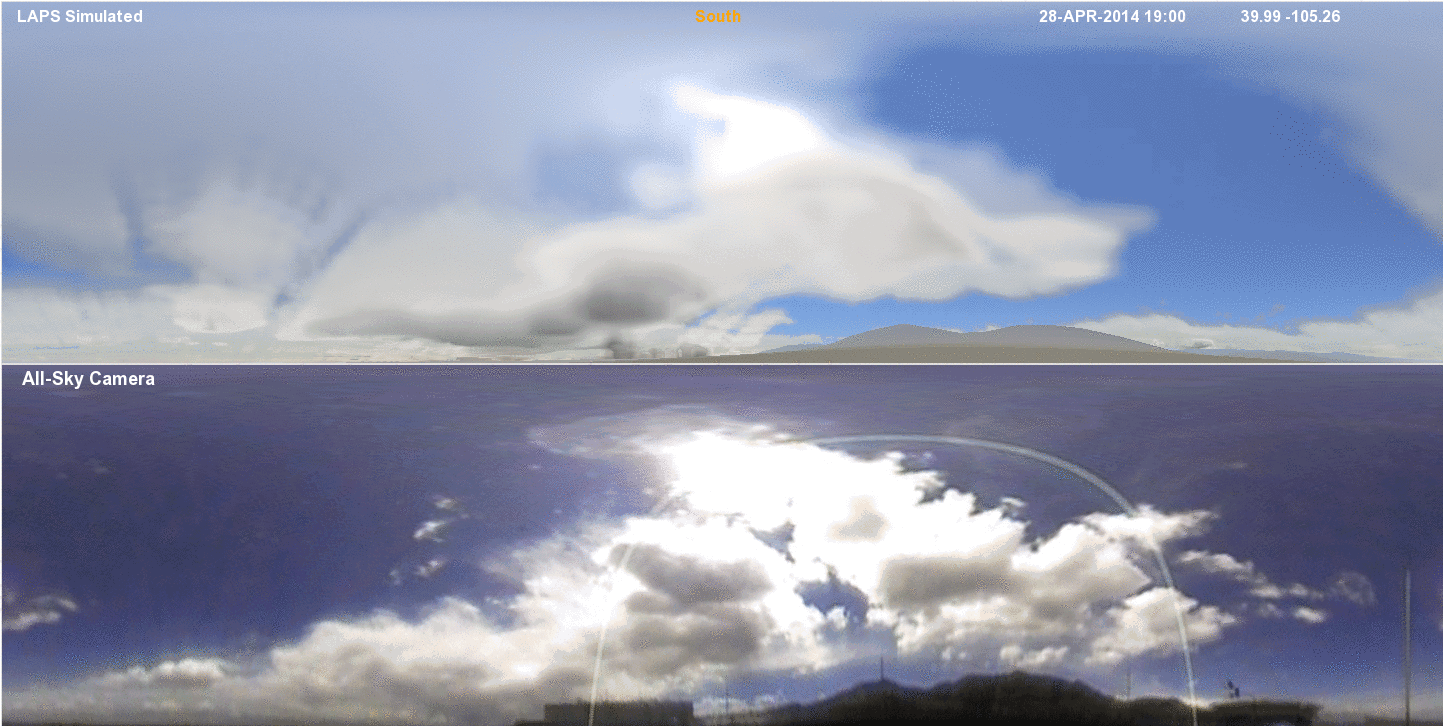 LAPS Simulated South 28-APR-2014 19:00 39.99 -105.26
All-Sky Camera